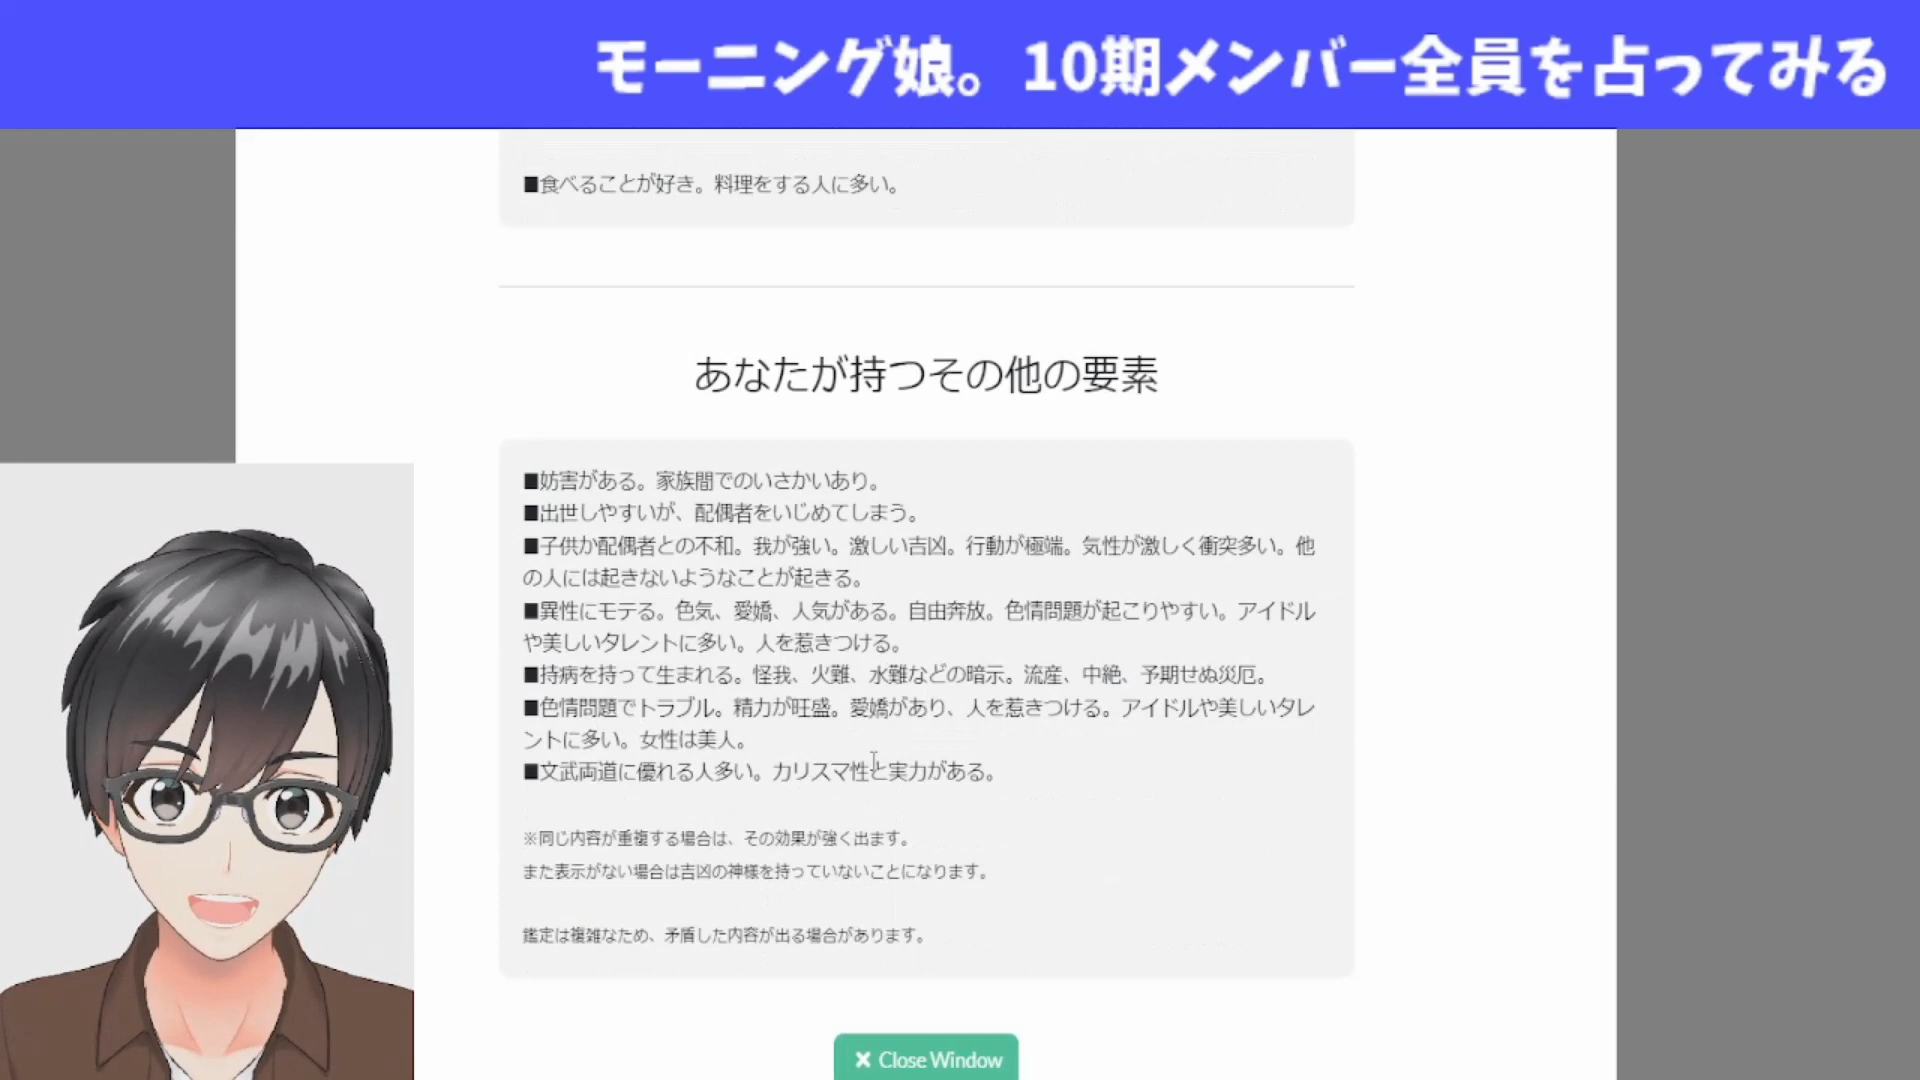 モーニング娘。10期メンバー全員を占ってみる
■食べることが好き。料理をする人に多い。
あなたが持つその他の要素
■妨害がある。家族間でのいさかいあり。
■出世しやすいが、配偶者をいじめてしまう。
■子供か配偶者との不和。我が強い。激しい吉凶。行動が極端。気性が激しく衝突多い。他
の人には起きないようなことが起きる。
■異性にモテる。色気、愛嬌、人気がある。自由奔放。色情問題が起こりやすい。アイドル
や美しいタレントに多い。人を惹きつける。
■持病を持って生まれる。怪我、火難、水難などの暗示。流産、中絶、予期せぬ災厄。
■色情問題でトラブル。精力が旺盛。愛嬌があり、人を惹きつける。アイドルや美しいタレ
ントに多い。女性は美人。
■文武両道に優れる人多い。カリスマ性と実力がある。
※同じ内容が重複する場合は、その効果が強く出ます。
また表示がない場合は吉凶の神様を持っていないことになります。
鑑定は複雑なため、矛盾した内容が出る場合があります。
✖ Close Window